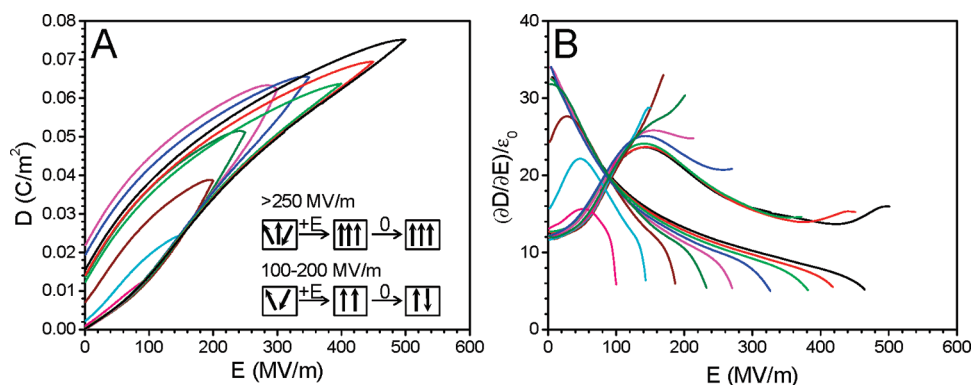 A
D (C/m²)
0.08
0.07
0.06
0.05
0.04
0.03
0.02
0.01
0.00
>250 MV/m
+E 0
100-200 MV/m
+E 0
0 100 200 300 400 500 600
E (MV/m)
B
(∂D/∂E)/ε₀
40
30
20
10
0
0 100 200 300 400 500 600
E (MV/m)